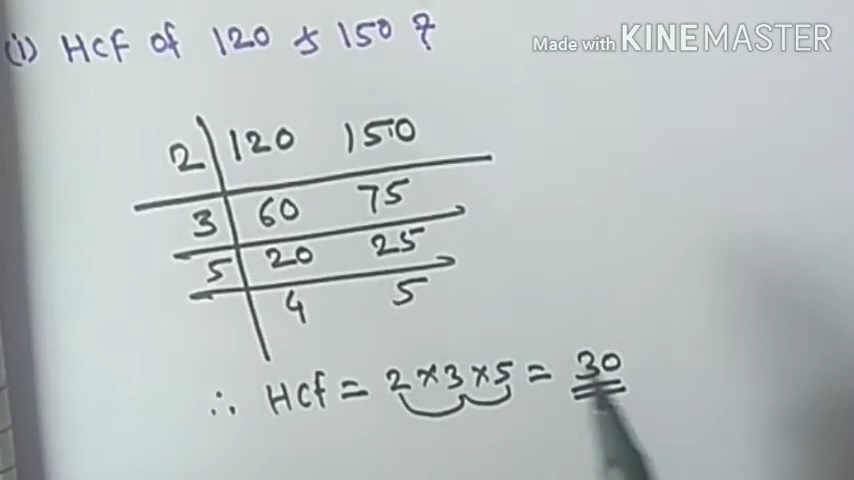 (i) HCF of 120 & 150 ?
Made with KINEMASTER
2 120 150
3 60 75
5 20 25
4 5
∴ HCF = 2 × 3 × 5 = 30